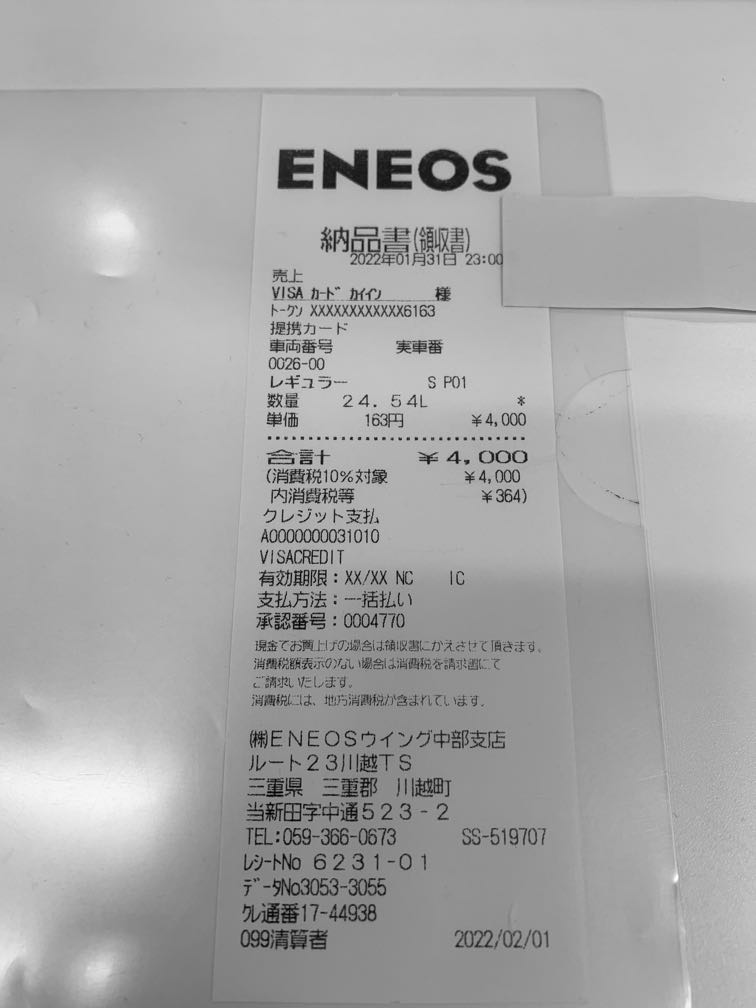 ENEOS
納品書(領収書)
2022年01月31日 23:00
売上
VISA カード カイイン 様
トークン XXXXXXXXXXXX6163
提携カード
車両番号 実車番
0026-00
レギュラー S P01
数量 24.54L *
単価 163円 ¥4,000
合計 ¥4,000
(消費税10%対象 ¥4,000
内消費税等 ¥364)
クレジット支払
A0000000031010
VISACREDIT
有効期限:XX/XX NC IC
支払方法:一括払い
承認番号:0004770
現金でお買上げの場合は領収書にかえさせて頂きます。
消費税額表示のない場合は消費税を請求書にて
ご請求いたします。
消費税には、地方消費税が含まれています。
㈱ENEOSウイング中部支店
ルート23川越TS
三重県 三重郡 川越町
当新田字中通523-2
TEL:059-366-0673 SS-519707
レシートNo 6231-01
データNo3053-3055
クレ通番17-44938
099清算者 2022/02/01